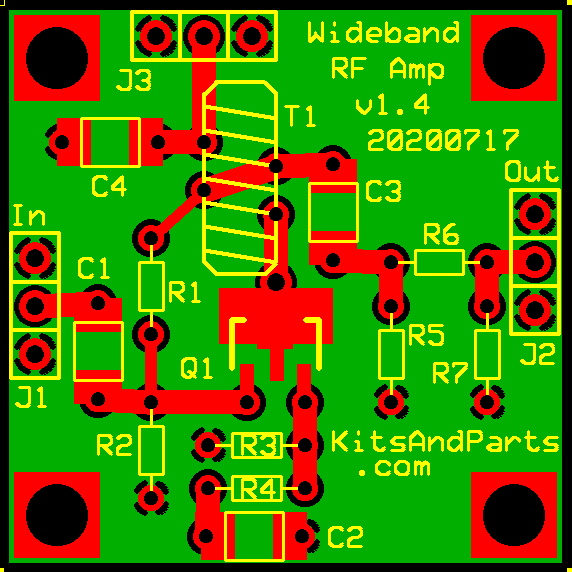 Wideband
RF Amp
v1.4
20200717
J3
T1
C4
C3
Out
In
R6
C1
R1
R5
J2
Q1
R7
J1
R2
R3
KitsAndParts
.com
R4
C2